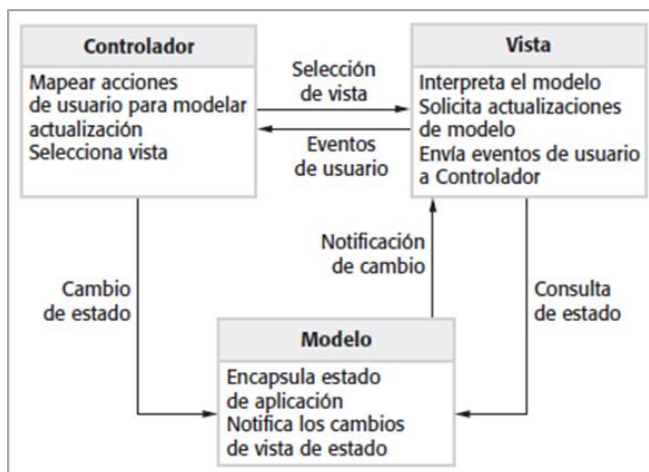 Controlador
Mapear acciones
de usuario para modelar
actualización
Selecciona vista
Selección
de vista
Eventos
de usuario
Vista
Interpreta el modelo
Solicita actualizaciones
de modelo
Envía eventos de usuario
a Controlador
Cambio
de estado
Notificación
de cambio
Consulta
de estado
Modelo
Encapsula estado
de aplicación
Notifica los cambios
de vista de estado